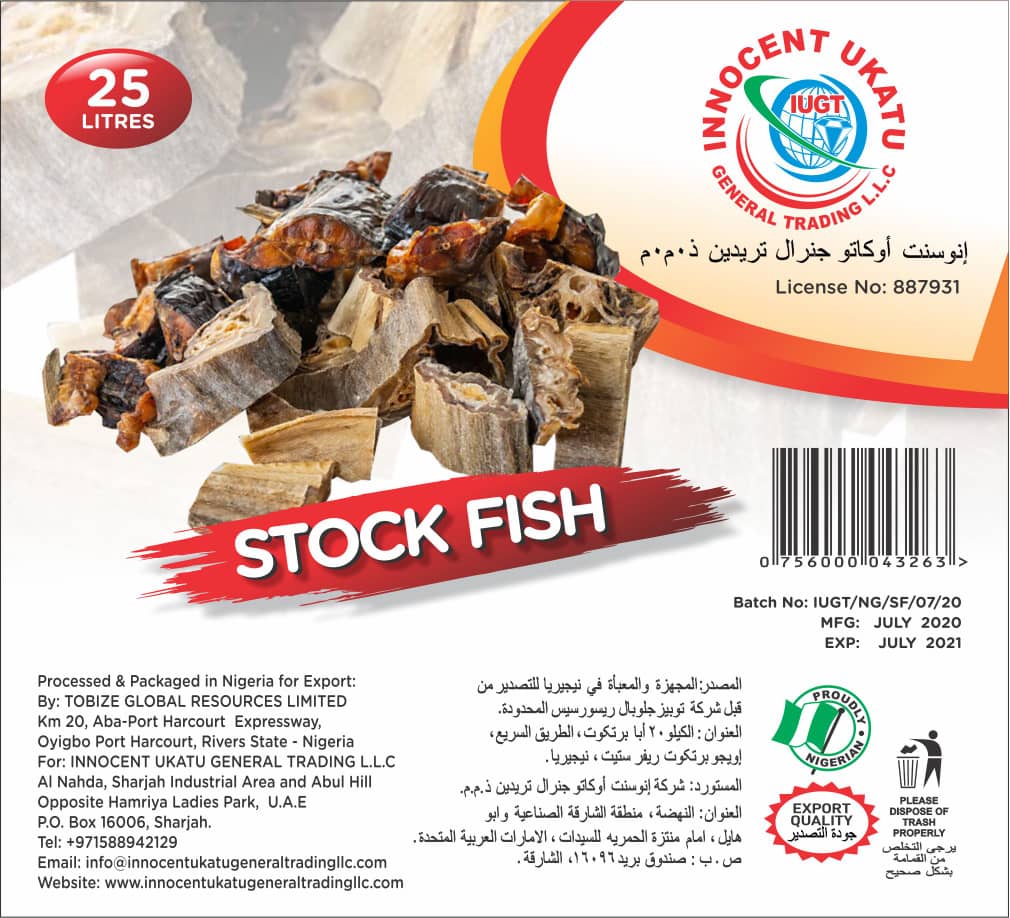 25
LITRES
INNOCENT UKATU
IUGT
GENERAL TRADING L.L.C
إنوسنت أوكاتو جنرال تريدين ذ٠م٠م
License No: 887931
STOCK FISH
0 756000 043263 >
Batch No: IUGT/NG/SF/07/20
MFG: JULY 2020
EXP: JULY 2021
Processed & Packaged in Nigeria for Export:
By: TOBIZE GLOBAL RESOURCES LIMITED
Km 20, Aba-Port Harcourt Expressway,
Oyigbo Port Harcourt, Rivers State - Nigeria
For: INNOCENT UKATU GENERAL TRADING L.L.C
Al Nahda, Sharjah Industrial Area and Abul Hill
Opposite Hamriya Ladies Park, U.A.E
P.O. Box 16006, Sharjah.
Tel: +971588942129
Email: info@innocentukatugeneraltradingllc.com
Website: www.innocentukatugeneraltradingllc.com
المصدر:المجهزة والمعبأة في نيجيريا للتصدير من
قبل شركة توبيز جلوبال ريسورسيس المحدودة.
العنوان : الكيلو٢٠ أبا برتكوت، الطريق السريع،
إويجو برتكوت ريفر ستيت ، نيجيريا.
المستورد: شركة إنوسنت أوكاتو جنرال تريدين ذ.م.م.
العنوان: النهضة، منطقة الشارقة الصناعية وابو
هايل، امام منتزة الحمريه للسيدات ، الامارات العربية المتحدة.
ص . ب : صندوق بريد ١٦٠٩٦، الشارقة .
PROUDLY
NIGERIAN
EXPORT
QUALITY
جودة التصدير
PLEASE
DISPOSE OF
TRASH
PROPERLY
يرجى التخلص
من القمامة
بشكل صحيح